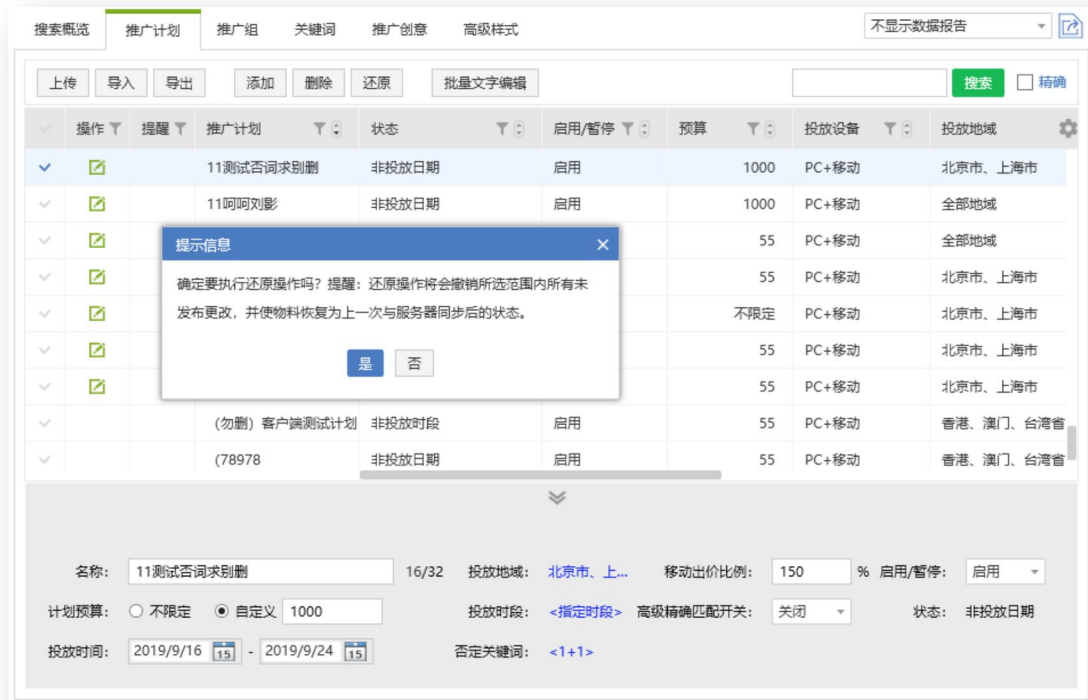 搜索概览 推广计划 推广组 关键词 推广创意 高级样式 不显示数据报告
上传 导入 导出 添加 删除 还原 批量文字编辑 搜索 精确
操作 提醒 推广计划 状态 启用/暂停 预算 投放设备 投放地域
11测试否词求别删 非投放日期 启用 1000 PC+移动 北京市、上海市
11呵呵刘影 非投放日期 启用 1000 PC+移动 全部地域
提示信息
55 PC+移动 全部地域
确定要执行还原操作吗？提醒：还原操作将会撤销所选范围内所有未
发布更改，并使物料恢复为上一次与服务器同步后的状态。
是 否
55 PC+移动 北京市、上海市
不限定 PC+移动 北京市、上海市
55 PC+移动 北京市、上海市
55 PC+移动 北京市、上海市
(勿删) 客户端测试计划 非投放时段 启用 55 PC+移动 香港、澳门、台湾省
(78978 非投放日期 启用 55 PC+移动 香港、澳门、台湾省
名称： 11测试否词求别删 16/32 投放地域： 北京市、上... 移动出价比例： 150 % 启用/暂停： 启用
计划预算： 不限定 自定义 1000 投放时段： <指定时段> 高级精确匹配开关： 关闭 状态： 非投放日期
投放时间： 2019/9/16 15 - 2019/9/24 15 否定关键词： <1+1>